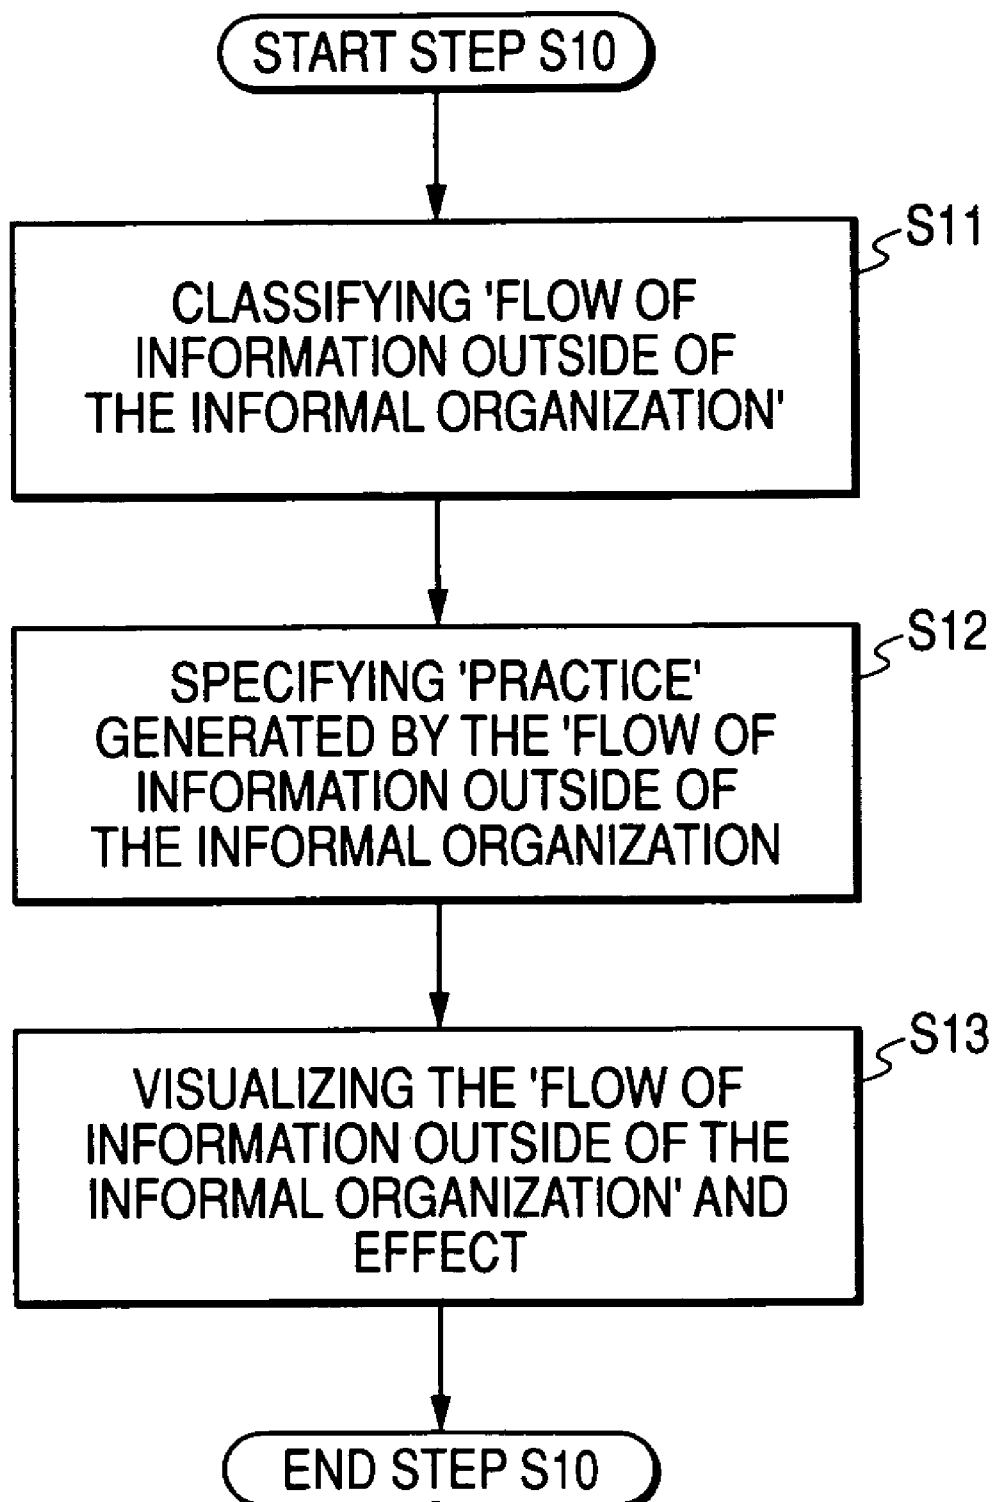 START STEP S10
S11
CLASSIFYING 'FLOW OF
INFORMATION OUTSIDE OF
THE INFORMAL ORGANIZATION'
S12
SPECIFYING 'PRACTICE'
GENERATED BY THE 'FLOW OF
INFORMATION OUTSIDE OF
THE INFORMAL ORGANIZATION
S13
VISUALIZING THE 'FLOW OF
INFORMATION OUTSIDE OF THE
INFORMAL ORGANIZATION' AND
EFFECT
END STEP S10